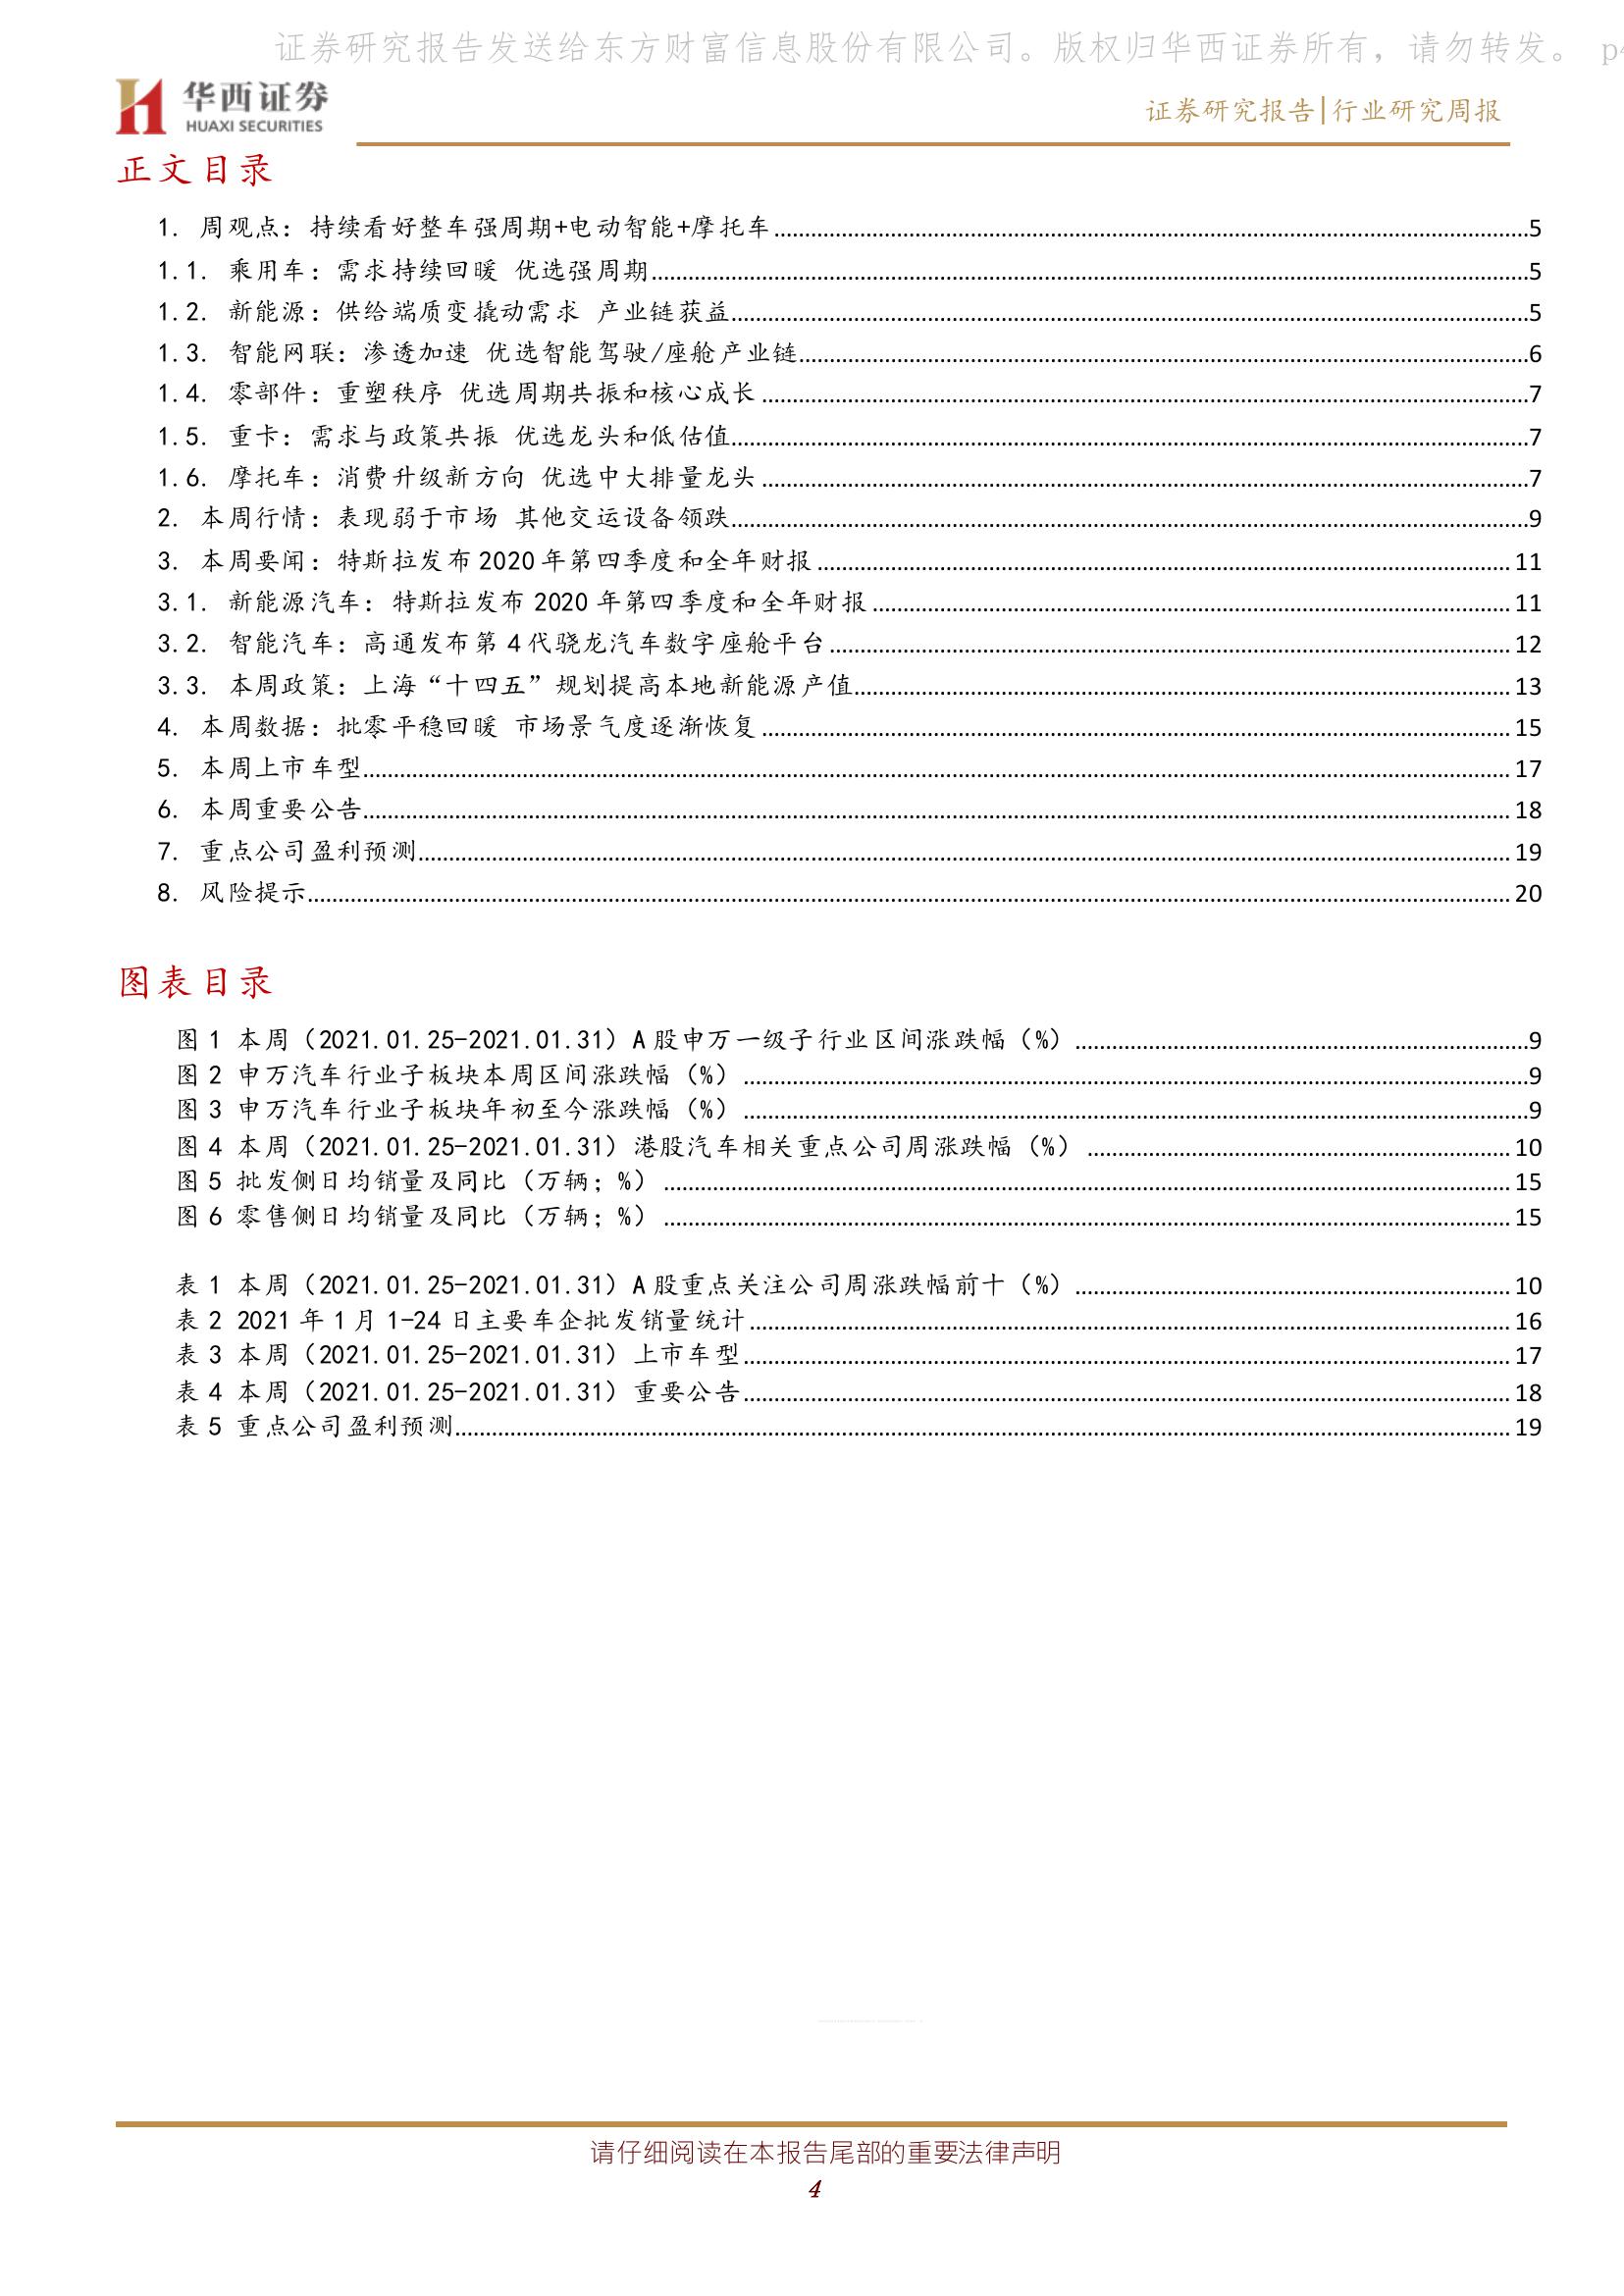 证券研究报告发送给东方财富信息股份有限公司。版权归华西证券所有，请勿转发。 p4
华西证券
HUAXI SECURITIES
证券研究报告|行业研究周报
正文目录
1. 周观点：持续看好整车强周期+电动智能+摩托车 5
1.1. 乘用车：需求持续回暖 优选强周期 5
1.2. 新能源：供给端质变撬动需求 产业链获益 5
1.3. 智能网联：渗透加速 优选智能驾驶/座舱产业链 6
1.4. 零部件：重塑秩序 优选周期共振和核心成长 7
1.5. 重卡：需求与政策共振 优选龙头和低估值 7
1.6. 摩托车：消费升级新方向 优选中大排量龙头 7
2. 本周行情：表现弱于市场 其他交运设备领跌 9
3. 本周要闻：特斯拉发布 2020 年第四季度和全年财报 11
3.1. 新能源汽车：特斯拉发布 2020 年第四季度和全年财报 11
3.2. 智能汽车：高通发布第 4 代骁龙汽车数字座舱平台 12
3.3. 本周政策：上海“十四五”规划提高本地新能源产值 13
4. 本周数据：批零平稳回暖 市场景气度逐渐恢复 15
5. 本周上市车型 17
6. 本周重要公告 18
7. 重点公司盈利预测 19
8. 风险提示 20
图表目录
图 1 本周（2021.01.25-2021.01.31）A 股申万一级子行业区间涨跌幅（%） 9
图 2 申万汽车行业子板块本周区间涨跌幅（%） 9
图 3 申万汽车行业子板块年初至今涨跌幅（%） 9
图 4 本周（2021.01.25-2021.01.31）港股汽车相关重点公司周涨跌幅（%） 10
图 5 批发侧日均销量及同比（万辆；%） 15
图 6 零售侧日均销量及同比（万辆；%） 15
表 1 本周（2021.01.25-2021.01.31）A 股重点关注公司周涨跌幅前十（%） 10
表 2 2021 年 1 月 1-24 日主要车企批发销量统计 16
表 3 本周（2021.01.25-2021.01.31）上市车型 17
表 4 本周（2021.01.25-2021.01.31）重要公告 18
表 5 重点公司盈利预测 19
请仔细阅读在本报告尾部的重要法律声明
4